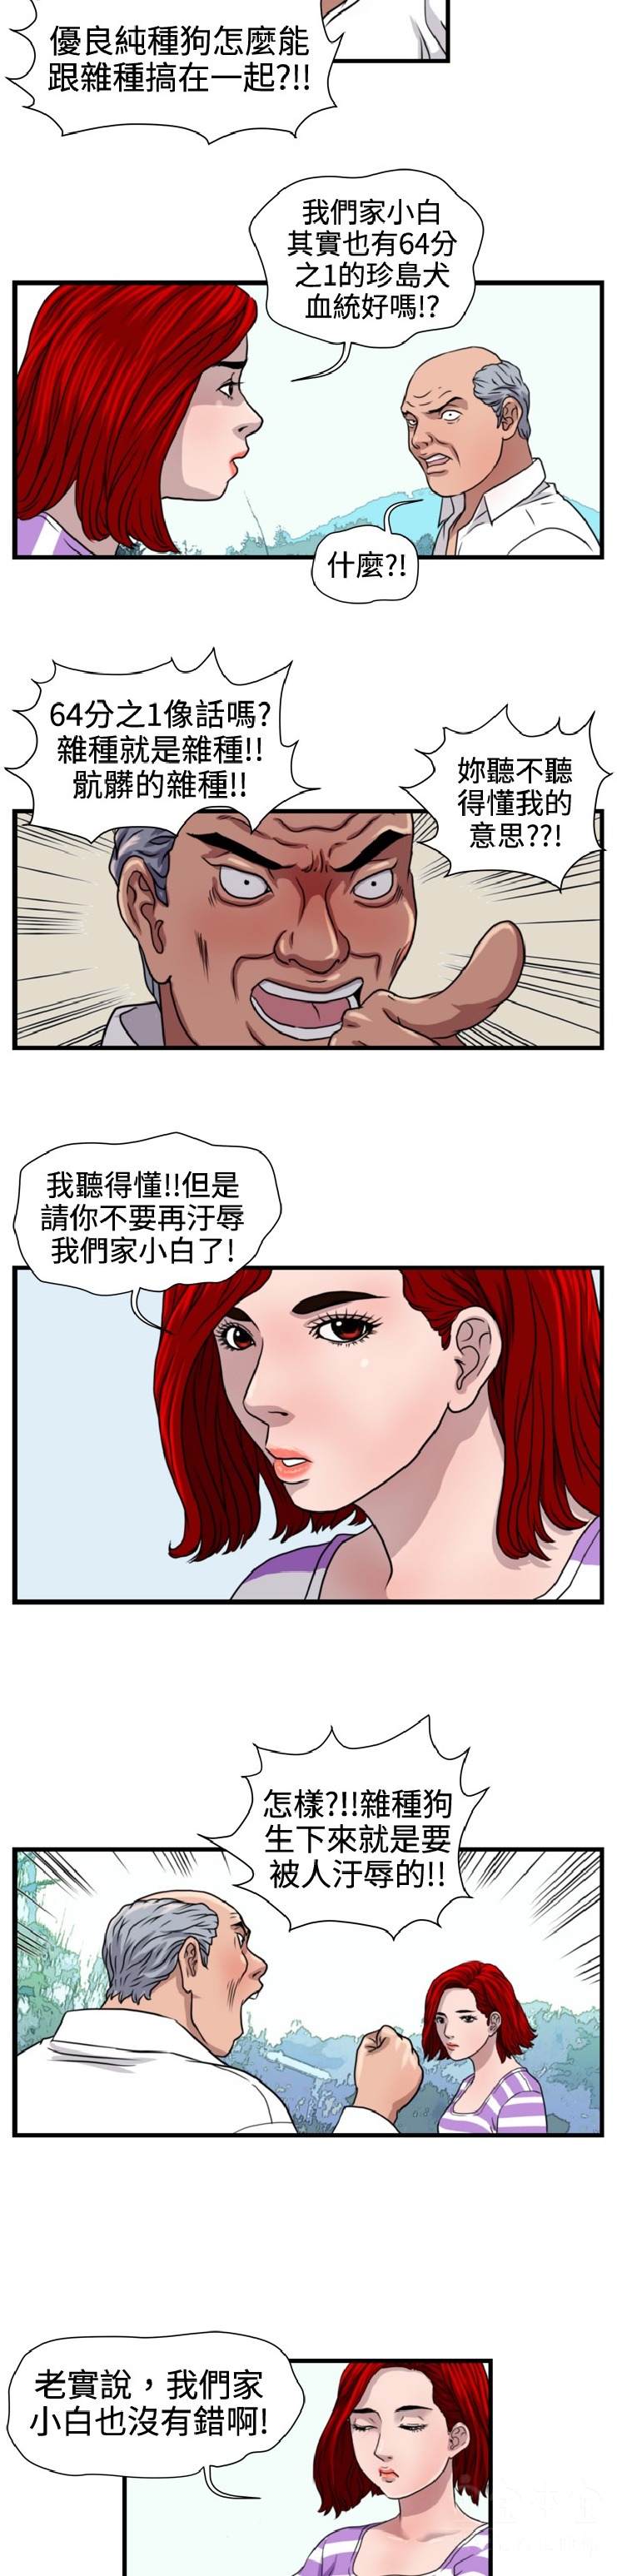 優良純種狗怎麼能
跟雜種搞在一起?!!
我們家小白
其實也有64分
之1的珍島犬
血統好嗎!?
什麼?!
64分之1像話嗎?
雜種就是雜種!!
骯髒的雜種!!
妳聽不聽
得懂我的
意思??!
我聽得懂!!但是
請你不要再汙辱
我們家小白了!
怎樣?!!雜種狗
生下來就是要
被人汙辱的!!
老實說，我們家
小白也沒有錯啊!